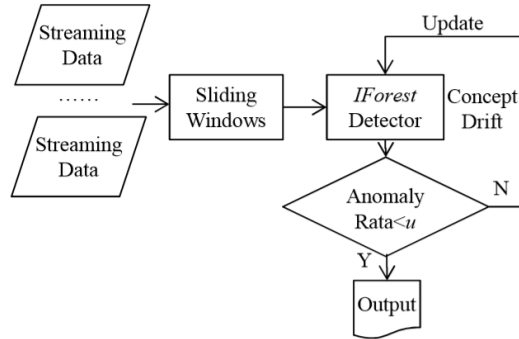 Streaming
Data
......
Streaming
Data
Sliding
Windows
IForest
Detector
Update
Concept
Drift
Anomaly
Rata<u
N
Y
Output